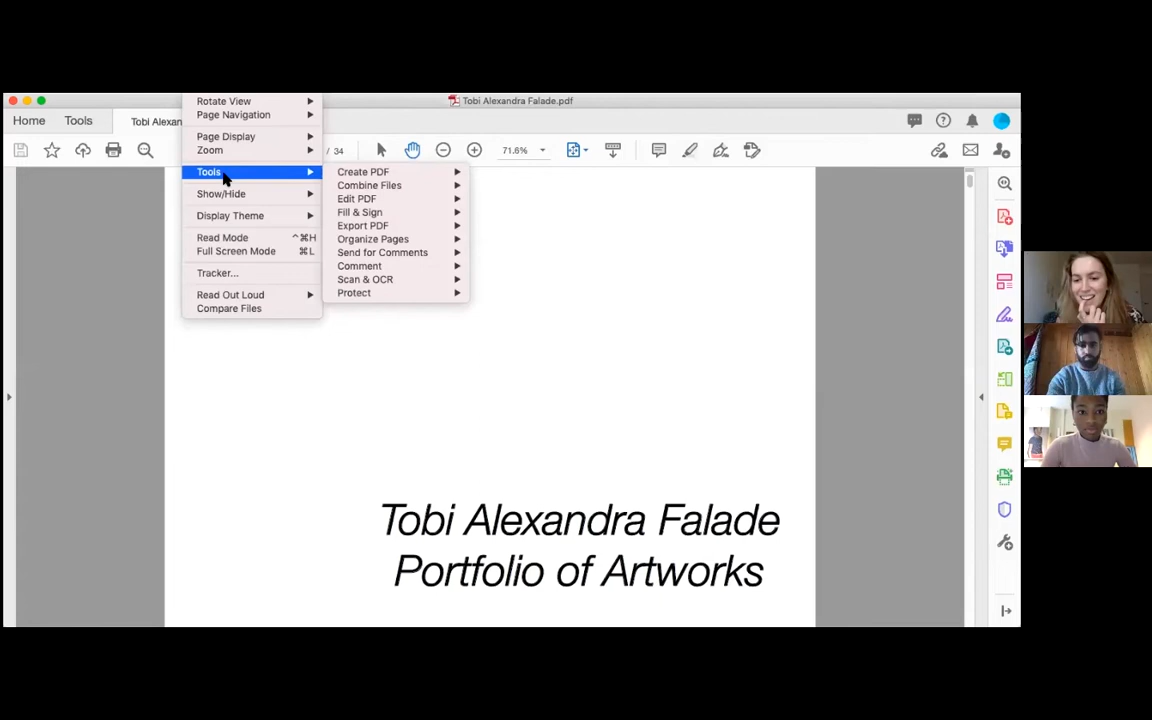 Tobi Alexandra Falade.pdf
Home
Tools
Tobi Alexan
/ 34
71.6%
Rotate View
Page Navigation
Page Display
Zoom
Tools
Show/Hide
Display Theme
Read Mode ^⌘H
Full Screen Mode ⌘L
Tracker...
Read Out Loud
Compare Files
Create PDF
Combine Files
Edit PDF
Fill & Sign
Export PDF
Organize Pages
Send for Comments
Comment
Scan & OCR
Protect
Tobi Alexandra Falade
Portfolio of Artworks